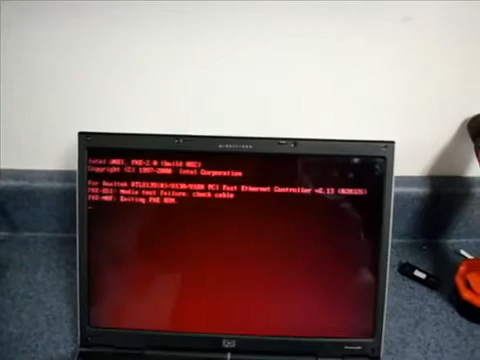 Intel UNDI, PXE-2.0 (build 082)
Copyright (C) 1997-2000 Intel Corporation
For Realtek RTL8139(X)/8130/810X PCI Fast Ethernet Controller v2.13 (020326)
PXE-E61: Media test failure, check cable
PXE-M0F: Exiting PXE ROM.
hp